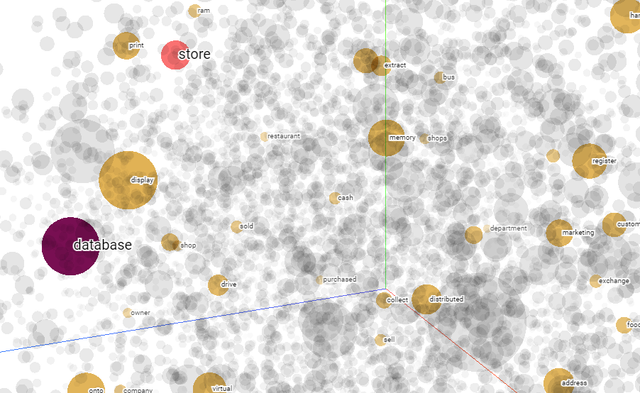 ram
print
store
extract
bus
restaurant
memory
shops
register
display
cash
sold
department
marketing
custom
database
shop
drive
purchased
exchange
collect
distributed
owner
sell
onto
company
virtual
address